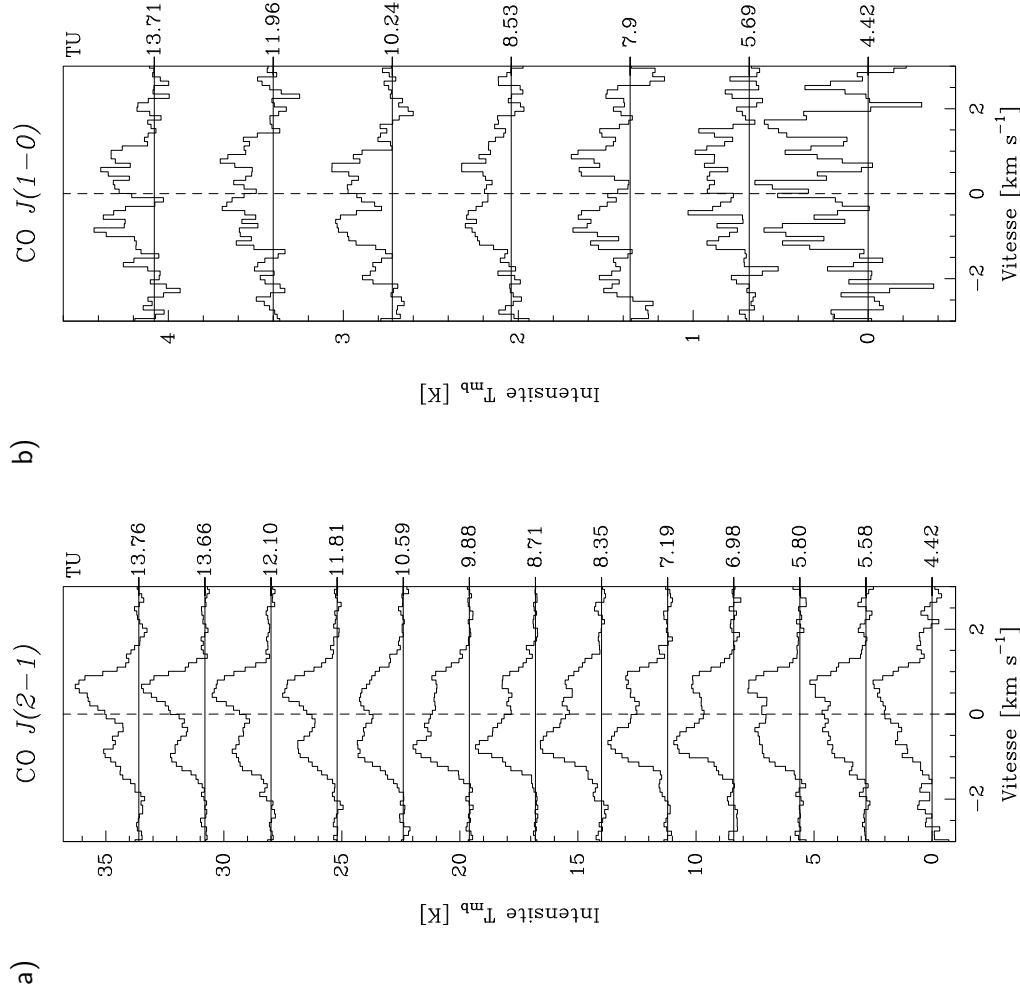 a)
CO J(2−1)
TU
13.76
13.66
12.10
11.81
10.59
9.88
8.71
8.35
7.19
6.98
5.80
5.58
4.42
35
30
25
20
15
10
5
0
Intensite Tmb [K]
−2 0 2
Vitesse [km s−1]
b)
CO J(1−0)
TU
13.71
11.96
10.24
8.53
7.9
5.69
4.42
4
3
2
1
0
Intensite Tmb [K]
−2 0 2
Vitesse [km s−1]